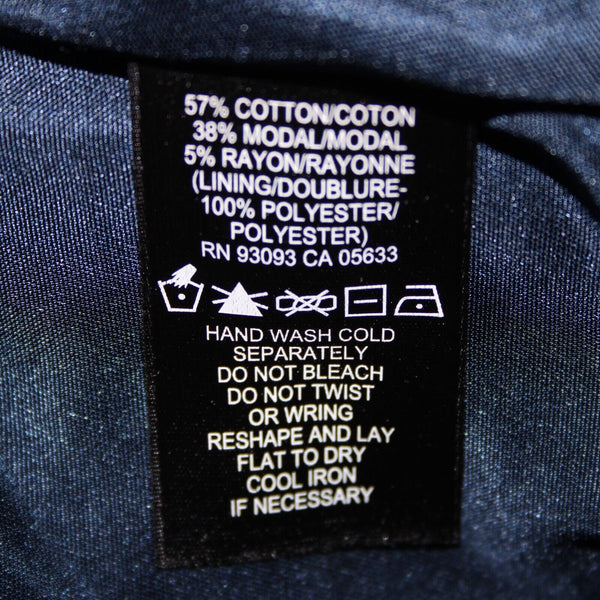 57% COTTON/COTON
38% MODAL/MODAL
5% RAYON/RAYONNE
(LINING/DOUBLURE-
100% POLYESTER/
POLYESTER)
RN 93093 CA 05633
HAND WASH COLD
SEPARATELY
DO NOT BLEACH
DO NOT TWIST
OR WRING
RESHAPE AND LAY
FLAT TO DRY
COOL IRON
IF NECESSARY